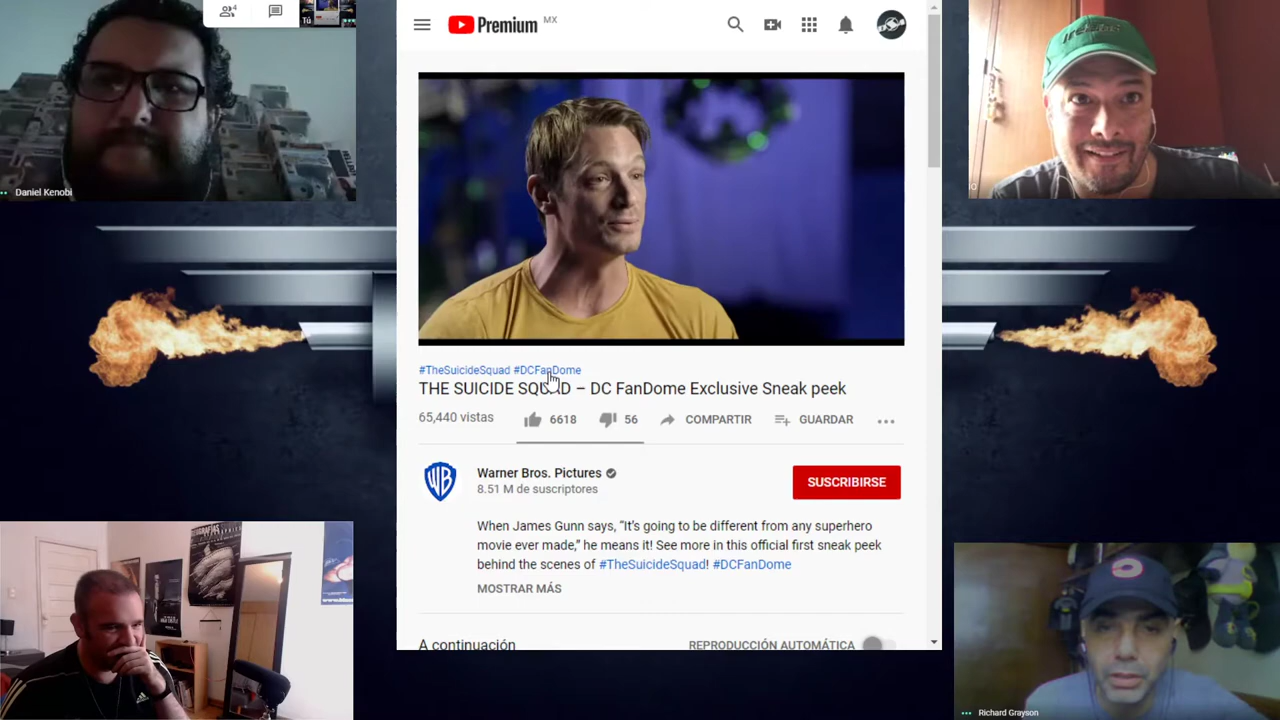 4
Tú
Premium MX
Daniel Kenobi
#TheSuicideSquad #DCFanDome
THE SUICIDE SQUAD – DC FanDome Exclusive Sneak peek
65,440 vistas
6618
56
COMPARTIR
GUARDAR
WB
Warner Bros. Pictures
8.51 M de suscriptores
SUSCRIBIRSE
When James Gunn says, “It's going to be different from any superhero
movie ever made,” he means it! See more in this official first sneak peek
behind the scenes of #TheSuicideSquad! #DCFanDome
MOSTRAR MÁS
A continuación
REPRODUCCIÓN AUTOMÁTICA
Richard Grayson